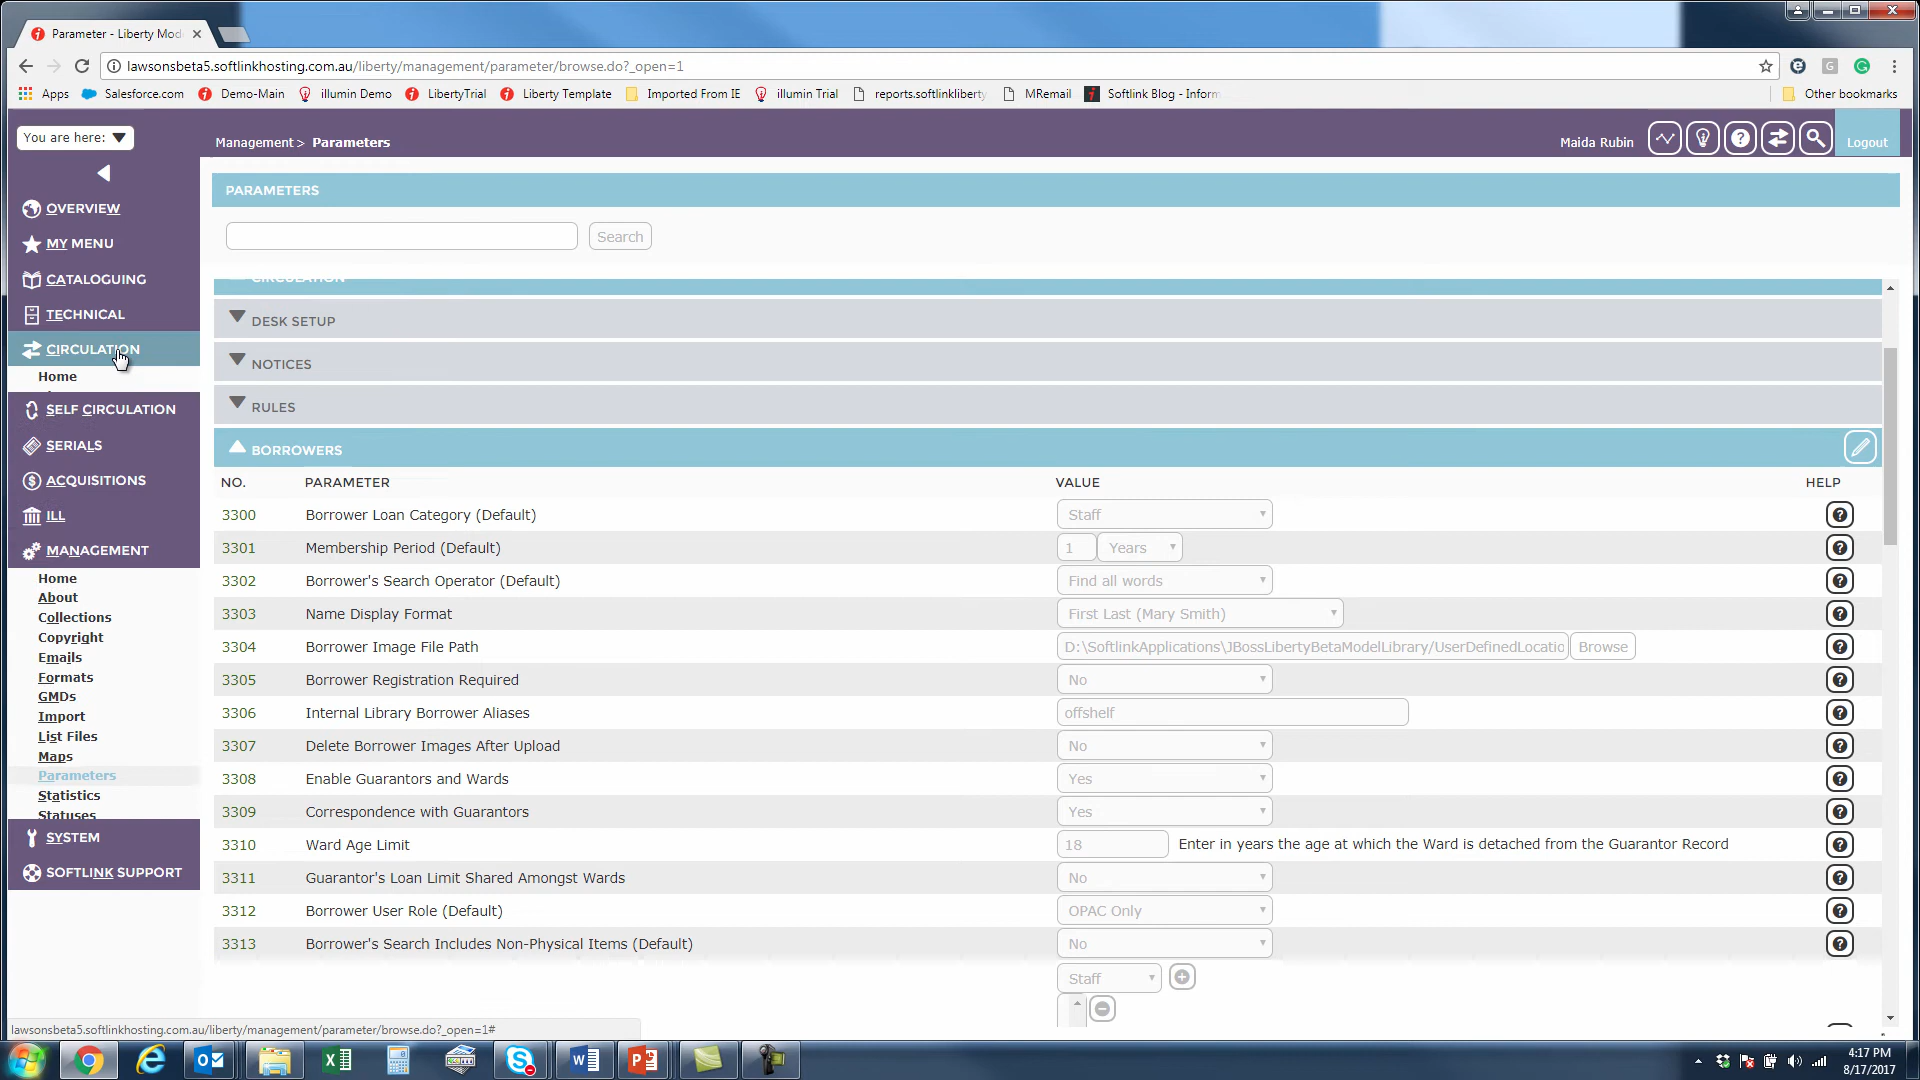 Parameter - Liberty Mod
lawsonsbeta5.softlinkhosting.com.au/liberty/management/parameter/browse.do?_open=1
Apps Salesforce.com Demo-Main illumin Demo LibertyTrial Liberty Template Imported From IE illumin Trial reports.softlinkliberty MRemail Softlink Blog - Inform Other bookmarks
You are here:
Management > Parameters
Maida Rubin
Logout
OVERVIEW
MY MENU
CATALOGUING
TECHNICAL
CIRCULATION
Home
SELF CIRCULATION
SERIALS
ACQUISITIONS
ILL
MANAGEMENT
Home
About
Collections
Copyright
Emails
Formats
GMDs
Import
List Files
Maps
Parameters
Statistics
Statuses
SYSTEM
SOFTLINK SUPPORT
PARAMETERS
Search
CIRCULATION
DESK SETUP
NOTICES
RULES
BORROWERS
NO. PARAMETER VALUE HELP
3300 Borrower Loan Category (Default) Staff
3301 Membership Period (Default) 1 Years
3302 Borrower's Search Operator (Default) Find all words
3303 Name Display Format First Last (Mary Smith)
3304 Borrower Image File Path D:\SoftlinkApplications\JBossLibertyBetaModelLibrary/UserDefinedLocatio Browse
3305 Borrower Registration Required No
3306 Internal Library Borrower Aliases offshelf
3307 Delete Borrower Images After Upload No
3308 Enable Guarantors and Wards Yes
3309 Correspondence with Guarantors Yes
3310 Ward Age Limit 18 Enter in years the age at which the Ward is detached from the Guarantor Record
3311 Guarantor's Loan Limit Shared Amongst Wards No
3312 Borrower User Role (Default) OPAC Only
3313 Borrower's Search Includes Non-Physical Items (Default) No
Staff
lawsonsbeta5.softlinkhosting.com.au/liberty/management/parameter/browse.do?_open=1#
4:17 PM
8/17/2017